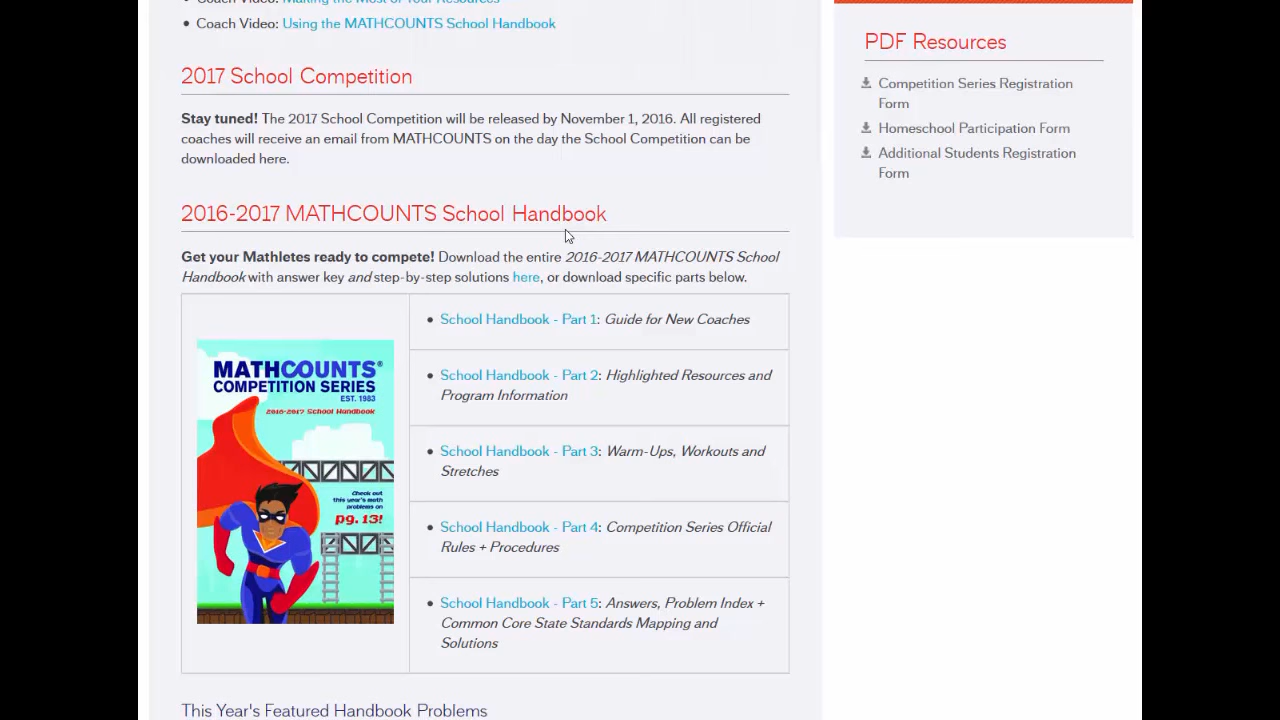 • Coach Video: Making the Most of Your Resources
• Coach Video: Using the MATHCOUNTS School Handbook
2017 School Competition
Stay tuned! The 2017 School Competition will be released by November 1, 2016. All registered
coaches will receive an email from MATHCOUNTS on the day the School Competition can be
downloaded here.
2016-2017 MATHCOUNTS School Handbook
Get your Mathletes ready to compete! Download the entire 2016-2017 MATHCOUNTS School
Handbook with answer key and step-by-step solutions here, or download specific parts below.
MATHCOUNTS®
COMPETITION SERIES
EST. 1983
2016-2017 School Handbook
Check out
this year's math
problems on
pg. 13!
• School Handbook - Part 1: Guide for New Coaches
• School Handbook - Part 2: Highlighted Resources and
Program Information
• School Handbook - Part 3: Warm-Ups, Workouts and
Stretches
• School Handbook - Part 4: Competition Series Official
Rules + Procedures
• School Handbook - Part 5: Answers, Problem Index +
Common Core State Standards Mapping and
Solutions
This Year's Featured Handbook Problems
PDF Resources
Competition Series Registration
Form
Homeschool Participation Form
Additional Students Registration
Form